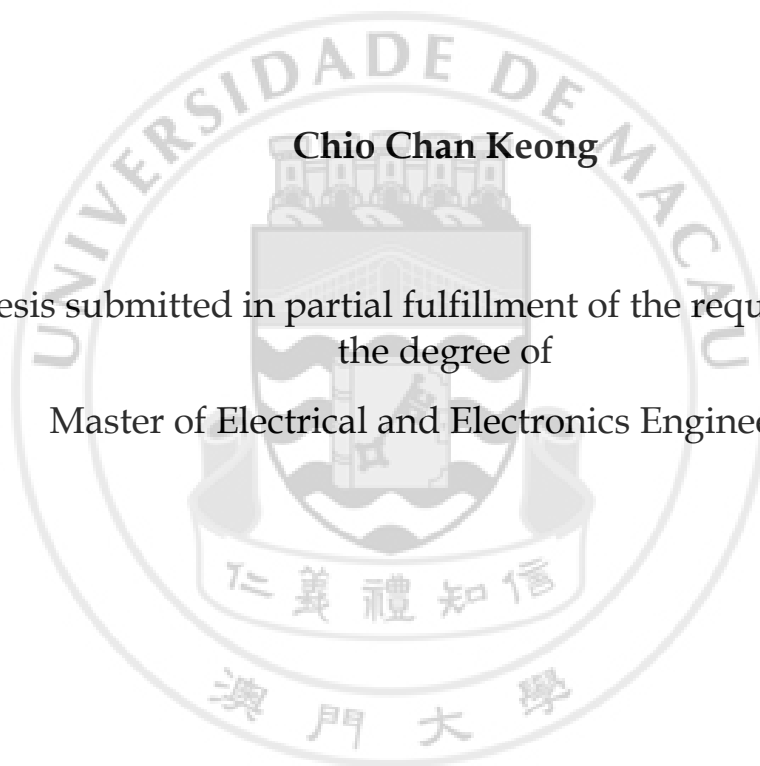 UNIVERSIDADE DE MACAU
Chio Chan Keong
esis submitted in partial fulfillment of the requ
the degree of
Master of Electrical and Electronics Enginee
仁義禮知信
澳門大學